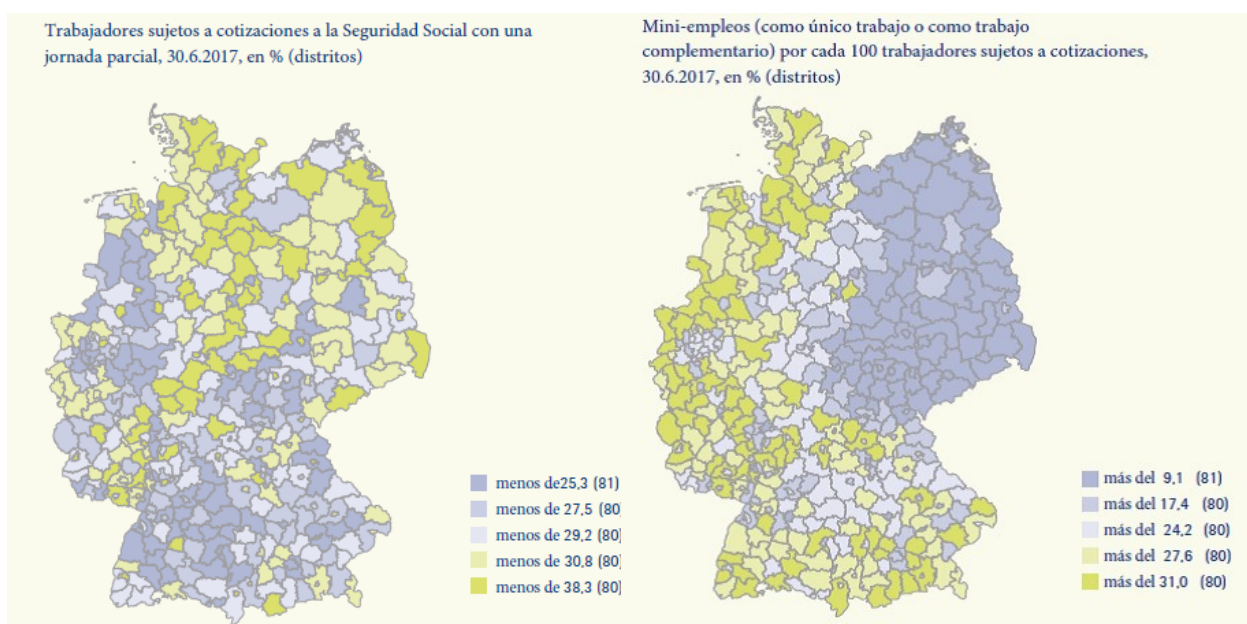 Trabajadores sujetos a cotizaciones a la Seguridad Social con una
jornada parcial, 30.6.2017, en % (distritos)
Mini-empleos (como único trabajo o como trabajo
complementario) por cada 100 trabajadores sujetos a cotizaciones,
30.6.2017, en % (distritos)
menos de25,3 (81)
menos de 27,5 (80)
menos de 29,2 (80)
menos de 30,8 (80)
menos de 38,3 (80)
más del 9,1 (81)
más del 17,4 (80)
más del 24,2 (80)
más del 27,6 (80)
más del 31,0 (80)